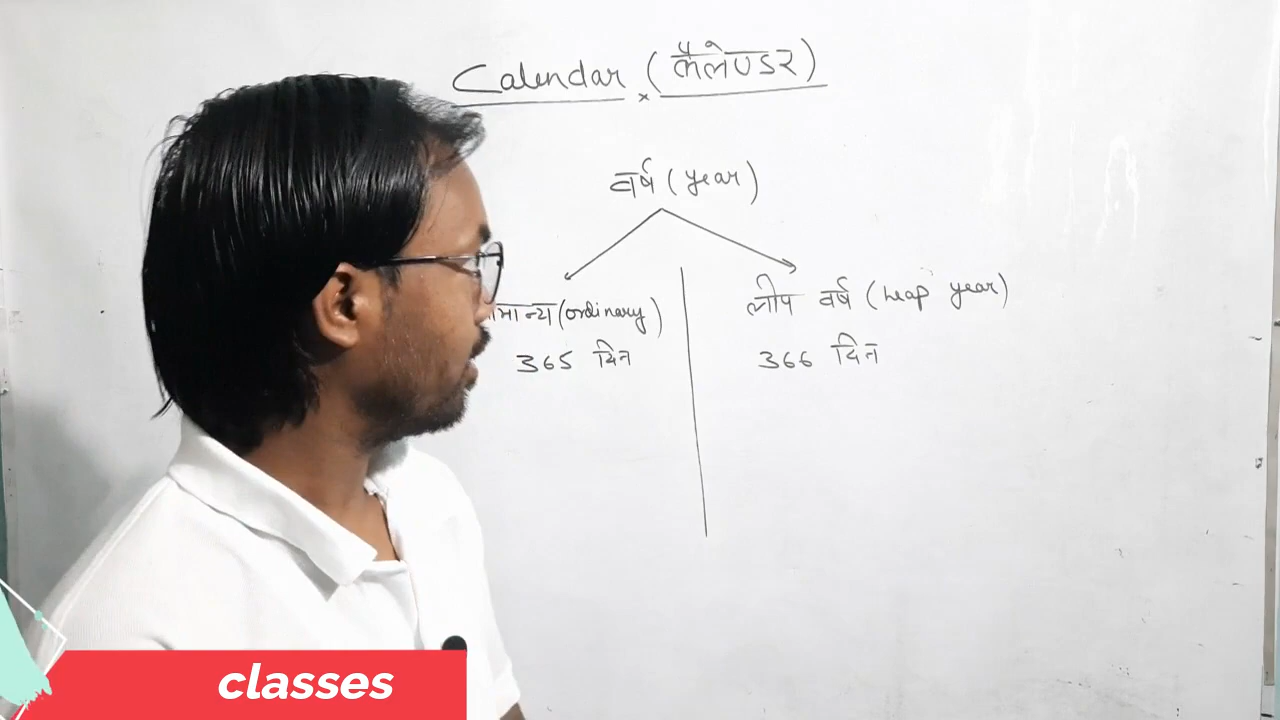 Calendar (कैलेण्डर)
वर्ष (year)
सामान्य (ordinary)
365 दिन
लीप वर्ष (Leap year)
366 दिन
classes